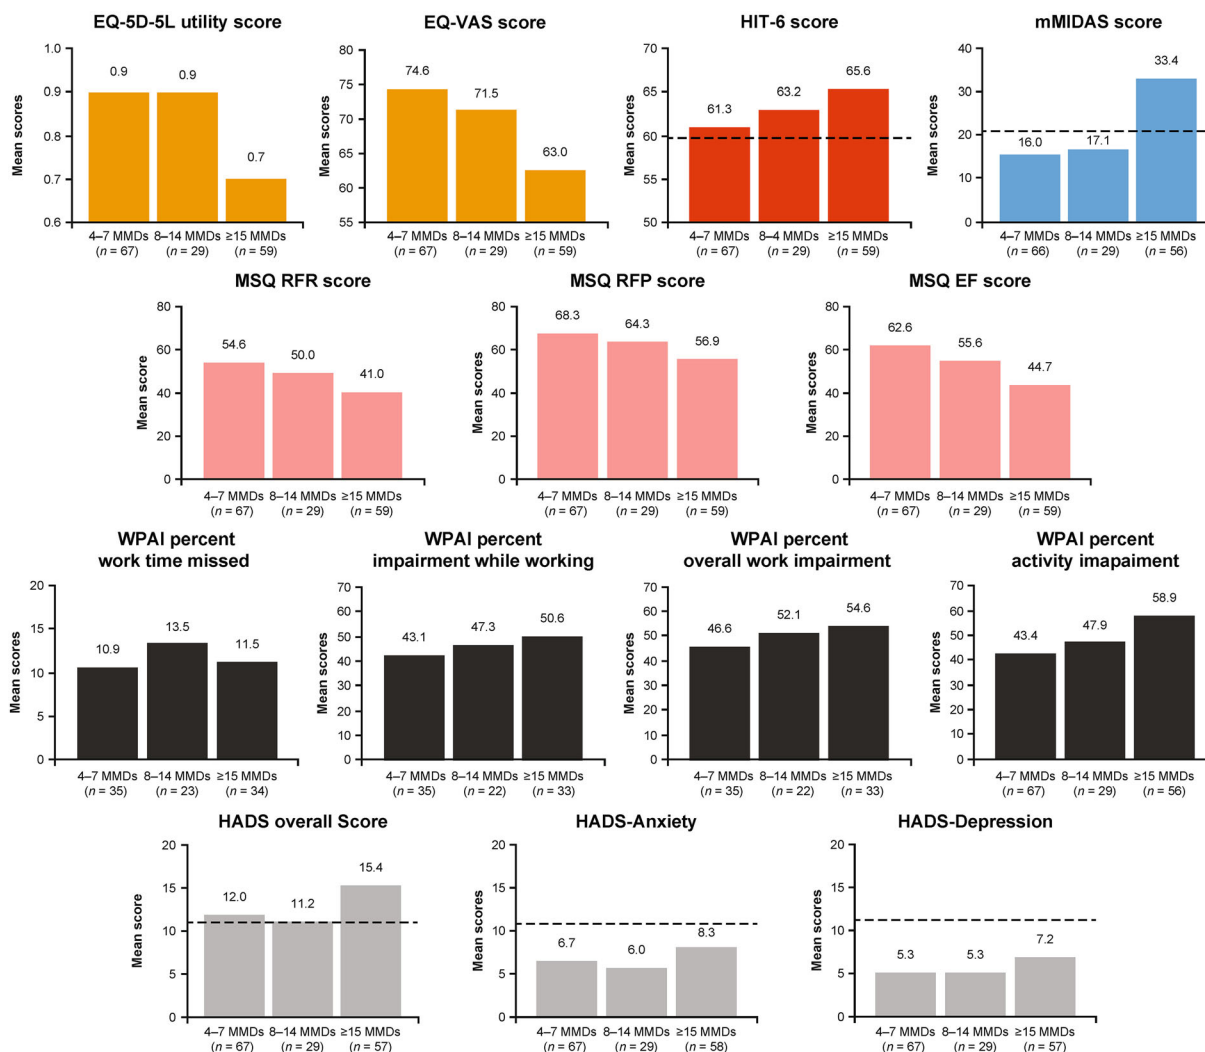 EQ-5D-5L utility score
Mean scores
1.0
0.9
0.8
0.7
0.6
0.9
0.9
0.7
4–7 MMDs
(n = 67)
8–14 MMDs
(n = 29)
≥15 MMDs
(n = 59)
EQ-VAS score
Mean scores
80
75
70
65
60
55
74.6
71.5
63.0
4–7 MMDs
(n = 67)
8–14 MMDs
(n = 29)
≥15 MMDs
(n = 59)
HIT-6 score
Mean scores
70
65
60
55
50
61.3
63.2
65.6
4–7 MMDs
(n = 67)
8–4 MMDs
(n = 29)
≥15 MMDs
(n = 59)
mMIDAS score
Mean scores
40
30
20
10
0
16.0
17.1
33.4
4–7 MMDs
(n = 66)
8–14 MMDs
(n = 29)
≥15 MMDs
(n = 56)
MSQ RFR score
Mean score
80
60
40
20
0
54.6
50.0
41.0
4–7 MMDs
(n = 67)
8–14 MMDs
(n = 29)
≥15 MMDs
(n = 59)
MSQ RFP score
Mean scores
80
60
40
20
0
68.3
64.3
56.9
4–7 MMDs
(n = 67)
8–14 MMDs
(n = 29)
≥15 MMDs
(n = 59)
MSQ EF score
Mean scores
80
60
40
20
0
62.6
55.6
44.7
4–7 MMDs
(n = 67)
8–14 MMDs
(n = 29)
≥15 MMDs
(n = 59)
WPAI percent
work time missed
Mean scores
20
15
10
5
0
10.9
13.5
11.5
4–7 MMDs
(n = 35)
8–14 MMDs
(n = 23)
≥15 MMDs
(n = 34)
WPAI percent
impairment while working
Mean scores
70
60
50
40
30
20
10
0
43.1
47.3
50.6
4–7 MMDs
(n = 35)
8–14 MMDs
(n = 22)
≥15 MMDs
(n = 33)
WPAI percent
overall work impairment
Mean scores
70
60
50
40
30
20
10
0
46.6
52.1
54.6
4–7 MMDs
(n = 35)
8–14 MMDs
(n = 22)
≥15 MMDs
(n = 33)
WPAI percent
activity imapaiment
Mean scores
70
60
50
40
30
20
10
0
43.4
47.9
58.9
4–7 MMDs
(n = 67)
8–14 MMDs
(n = 29)
≥15 MMDs
(n = 56)
HADS overall Score
Mean score
20
15
10
5
0
12.0
11.2
15.4
4–7 MMDs
(n = 67)
8–14 MMDs
(n = 29)
≥15 MMDs
(n = 57)
HADS-Anxiety
Mean scores
20
15
10
5
0
6.7
6.0
8.3
4–7 MMDs
(n = 67)
8–14 MMDs
(n = 29)
≥15 MMDs
(n = 58)
HADS-Depression
Mean scores
20
15
10
5
0
5.3
5.3
7.2
4–7 MMDs
(n = 67)
8–14 MMDs
(n = 29)
≥15 MMDs
(n = 57)